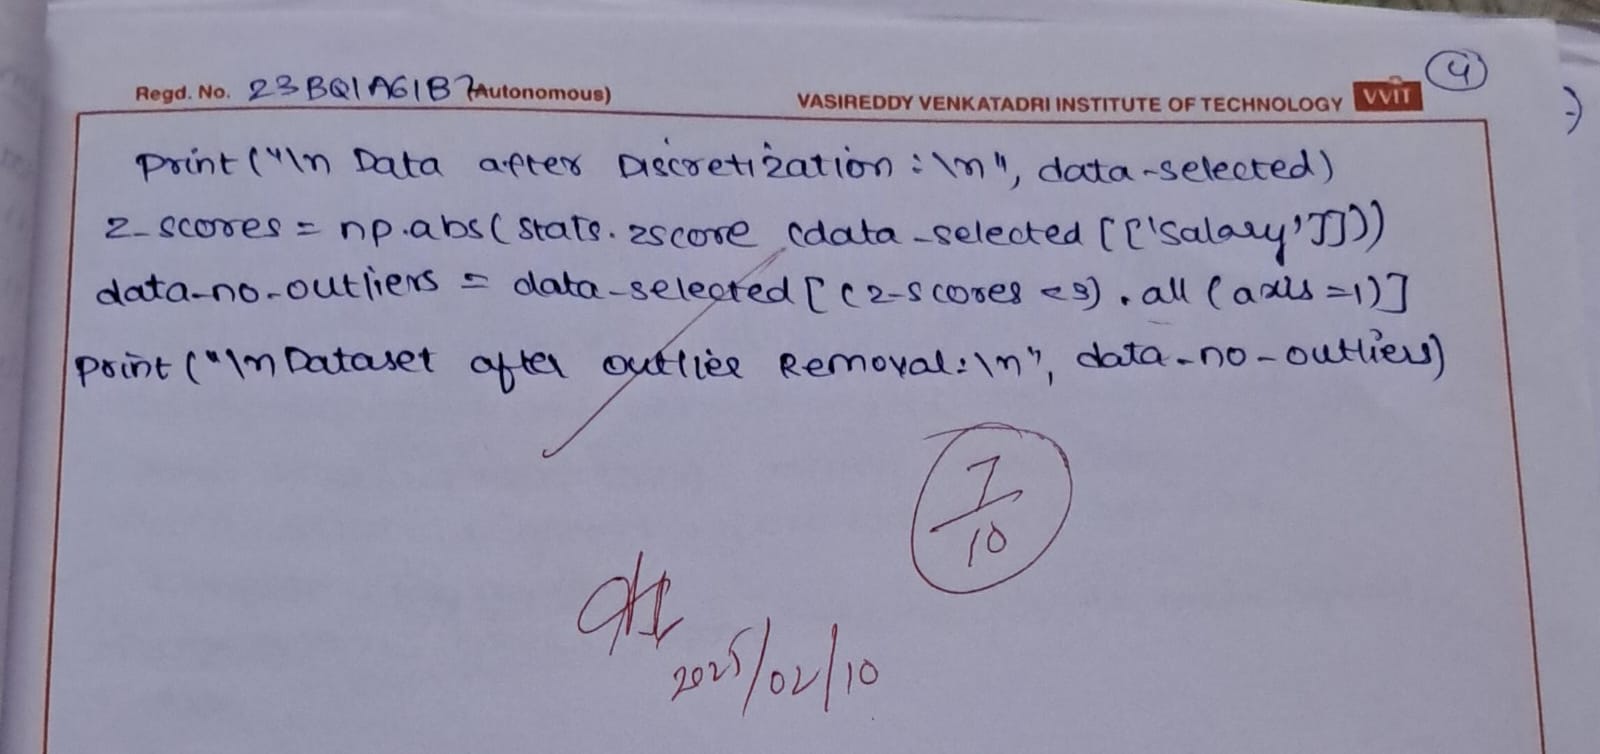 4
Regd. No. 23BQ1A61B7 (Autonomous)
VASIREDDY VENKATADRI INSTITUTE OF TECHNOLOGY VVIT
print("\n Data after Discretization:\n", data-selected)
z-scores = np.abs(stats.zscore (data-selected[['Salary']]))
data-no-outliers = data-selected[(z-scores <3).all(axis=1)]
print("\n Dataset after outlier Removal:\n", data-no-outliers)
7/10
2025/02/10